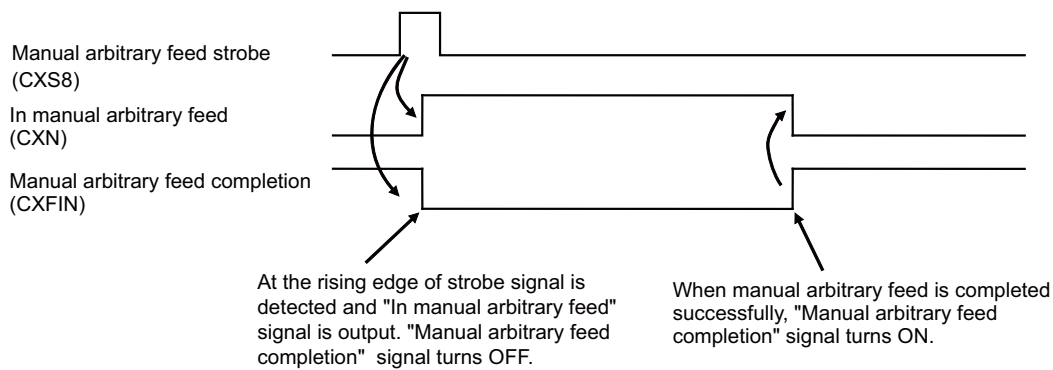 Manual arbitrary feed strobe
(CXS8)
In manual arbitrary feed
(CXN)
Manual arbitrary feed completion
(CXFIN)
At the rising edge of strobe signal is
detected and "In manual arbitrary feed"
signal is output. "Manual arbitrary feed
completion" signal turns OFF.
When manual arbitrary feed is completed
successfully, "Manual arbitrary feed
completion" signal turns ON.